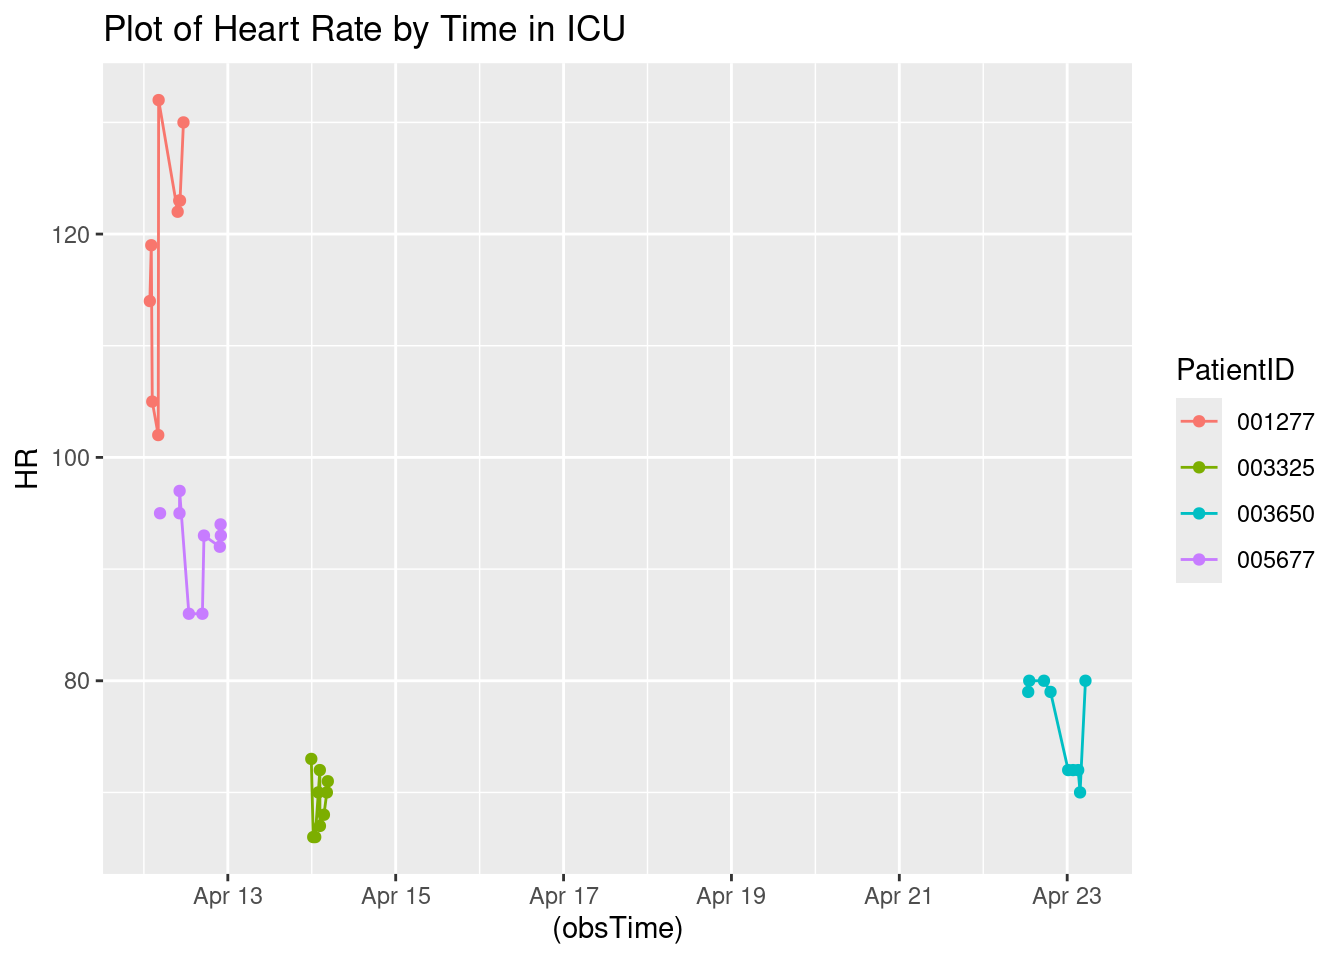 Plot of Heart Rate by Time in ICU
HR
120
100
80
Apr 13 Apr 15 Apr 17 Apr 19 Apr 21 Apr 23
(obsTime)
PatientID
001277
003325
003650
005677